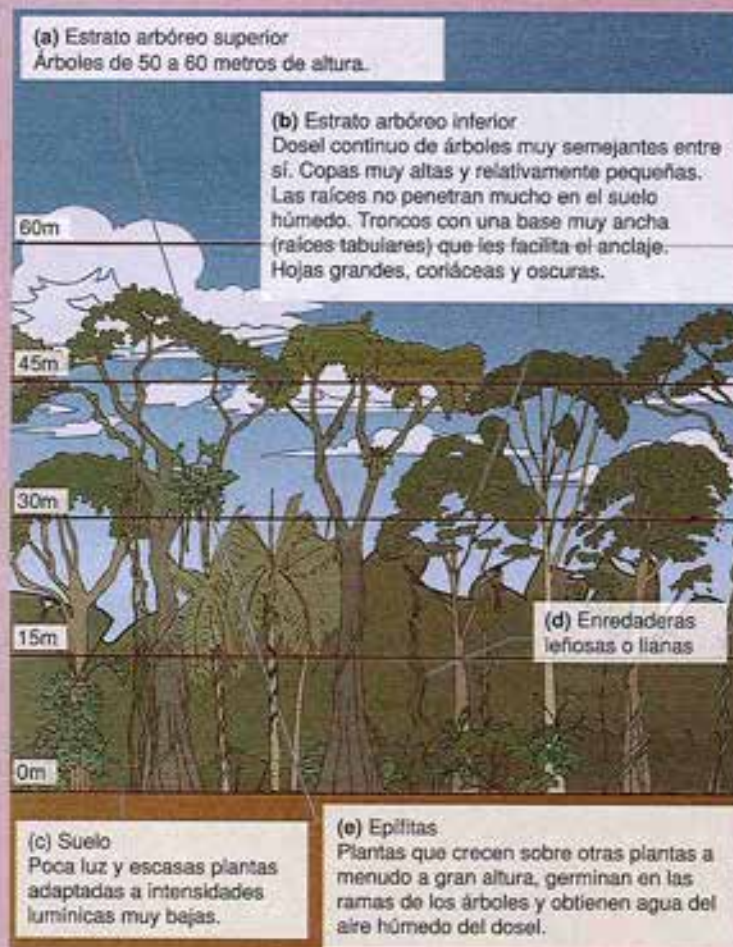 (a) Estrato arbóreo superior
Árboles de 50 a 60 metros de altura.
(b) Estrato arbóreo inferior
Dosel continuo de árboles muy semejantes entre
sí. Copas muy altas y relativamente pequeñas.
Las raíces no penetran mucho en el suelo
húmedo. Troncos con una base muy ancha
(raíces tabulares) que les facilita el anclaje.
Hojas grandes, coriáceas y oscuras.
60m
45m
30m
(d) Enredaderas
leñosas o lianas
15m
0m
(c) Suelo
Poca luz y escasas plantas
adaptadas a intensidades
lumínicas muy bajas.
(e) Epífitas
Plantas que crecen sobre otras plantas a
menudo a gran altura, germinan en las
ramas de los árboles y obtienen agua del
aire húmedo del dosel.